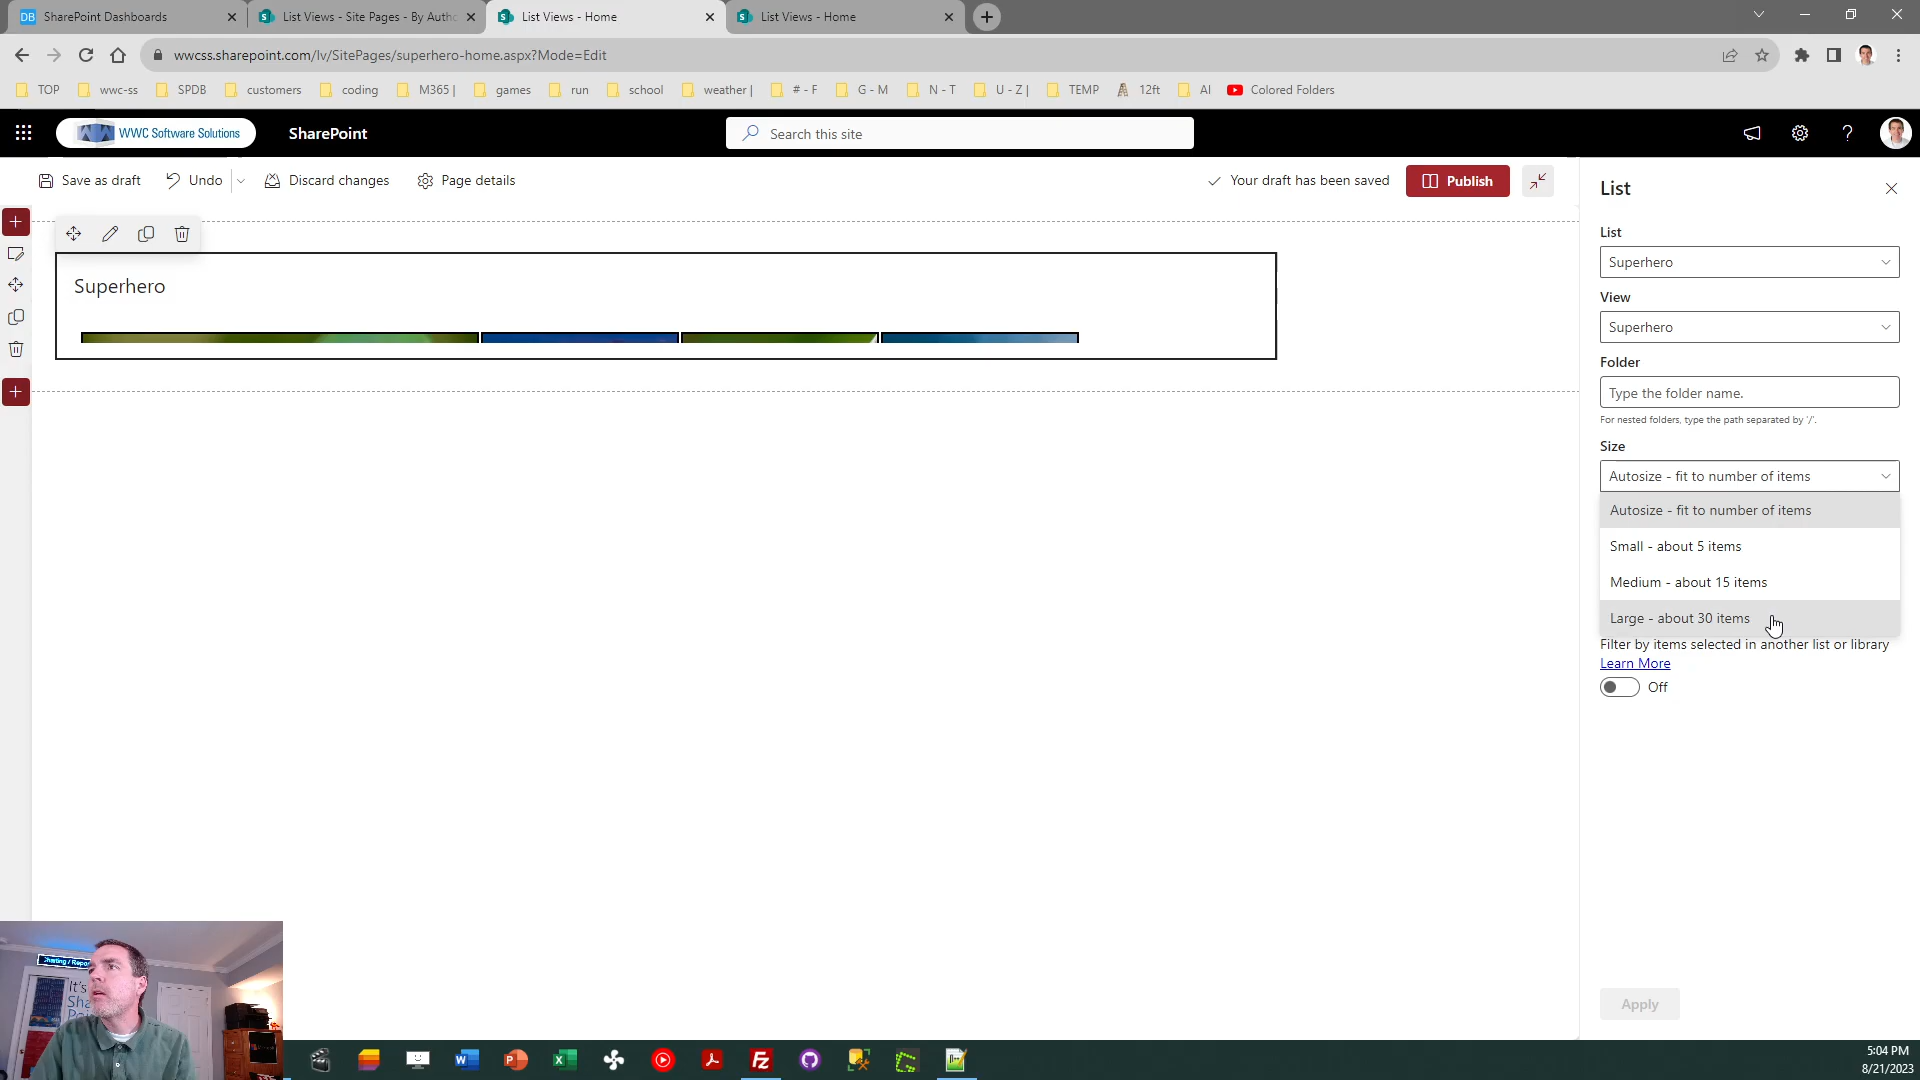 SharePoint Dashboards
List Views - Site Pages - By Autho
List Views - Home
List Views - Home
wwcss.sharepoint.com/lv/SitePages/superhero-home.aspx?Mode=Edit
TOP
wwc-ss
SPDB
customers
coding
M365 |
games
run
school
weather |
# - F
G - M
N - T
U - Z |
TEMP
12ft
AI
Colored Folders
WWC Software Solutions
SharePoint
Search this site
Save as draft
Undo
Discard changes
Page details
Your draft has been saved
Publish
List
List
Superhero
View
Superhero
Folder
Type the folder name.
For nested folders, type the path separated by '/'.
Size
Autosize - fit to number of items
Autosize - fit to number of items
Small - about 5 items
Medium - about 15 items
Large - about 30 items
Filter by items selected in another list or library
Learn More
Off
Apply
Superhero
It's
Sha
Poi
5:04 PM
8/21/2023